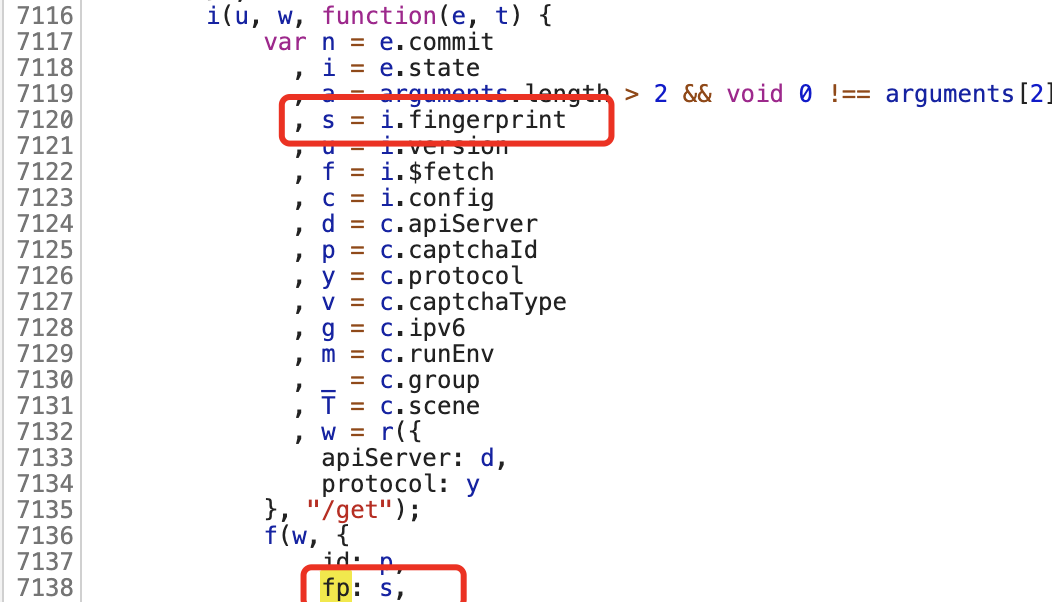 7116 i(u, w, function(e, t) {
7117 var n = e.commit
7118 , i = e.state
7119 , a = arguments.length > 2 && void 0 !== arguments[2]
7120 , s = i.fingerprint
7121 , u = i.version
7122 , f = i.$fetch
7123 , c = i.config
7124 , d = c.apiServer
7125 , p = c.captchaId
7126 , y = c.protocol
7127 , v = c.captchaType
7128 , g = c.ipv6
7129 , m = c.runEnv
7130 , _ = c.group
7131 , T = c.scene
7132 , w = r({
7133 apiServer: d,
7134 protocol: y
7135 }, "/get");
7136 f(w, {
7137 id: p,
7138 fp: s,